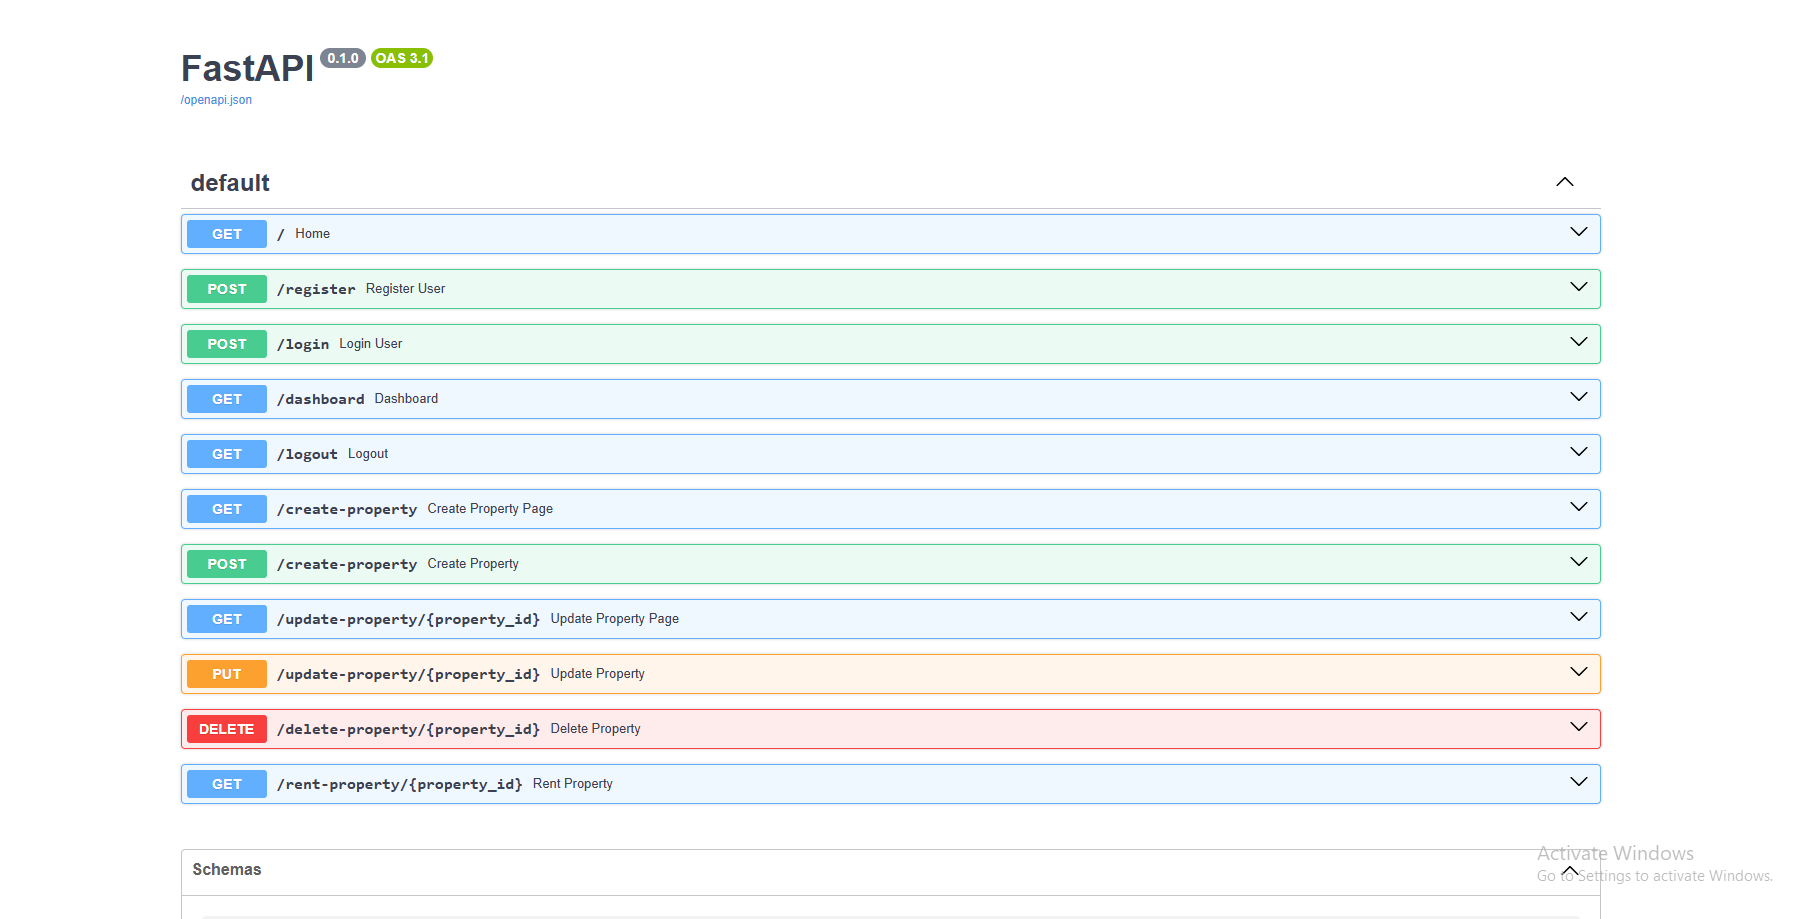 FastAPI 0.1.0 OAS 3.1
/openapi.json
default
GET / Home
POST /register Register User
POST /login Login User
GET /dashboard Dashboard
GET /logout Logout
GET /create-property Create Property Page
POST /create-property Create Property
GET /update-property/{property_id} Update Property Page
PUT /update-property/{property_id} Update Property
DELETE /delete-property/{property_id} Delete Property
GET /rent-property/{property_id} Rent Property
Schemas
Activate Windows
Go to Settings to activate Windows.